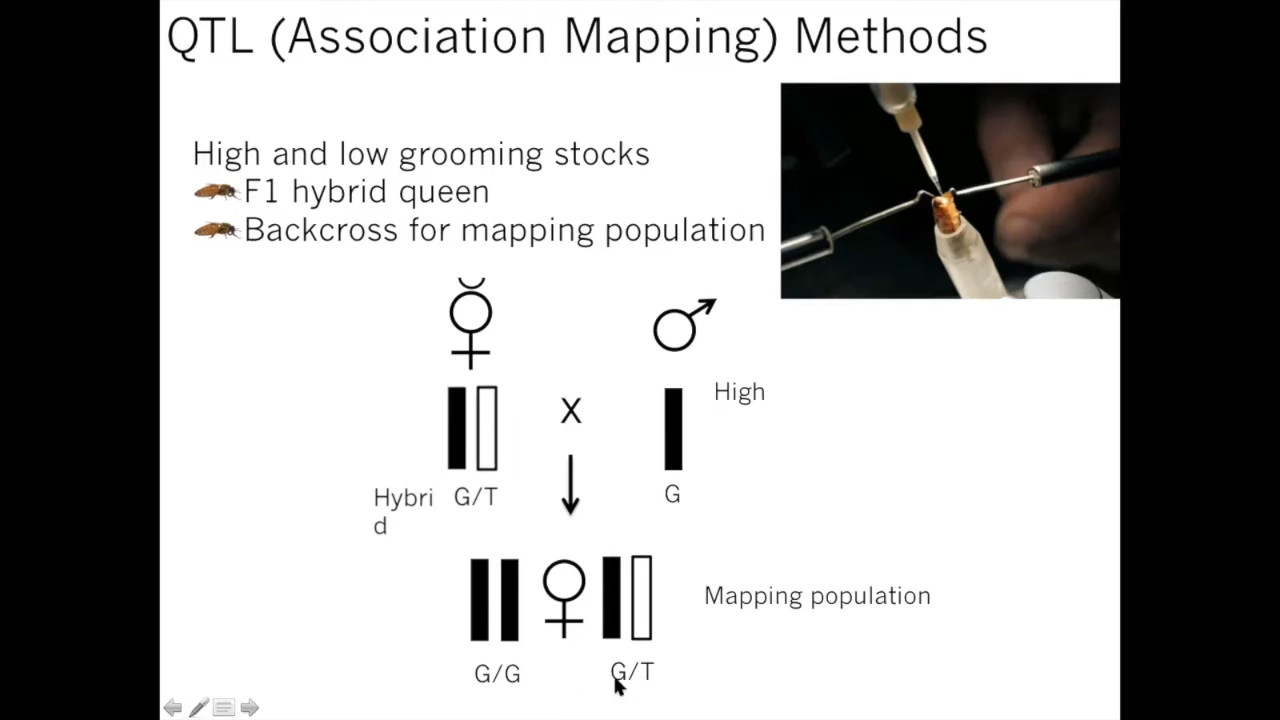 QTL (Association Mapping) Methods
High and low grooming stocks
F1 hybrid queen
Backcross for mapping population
High
X
Hybri
d
G/T
G
Mapping population
G/G
G/T